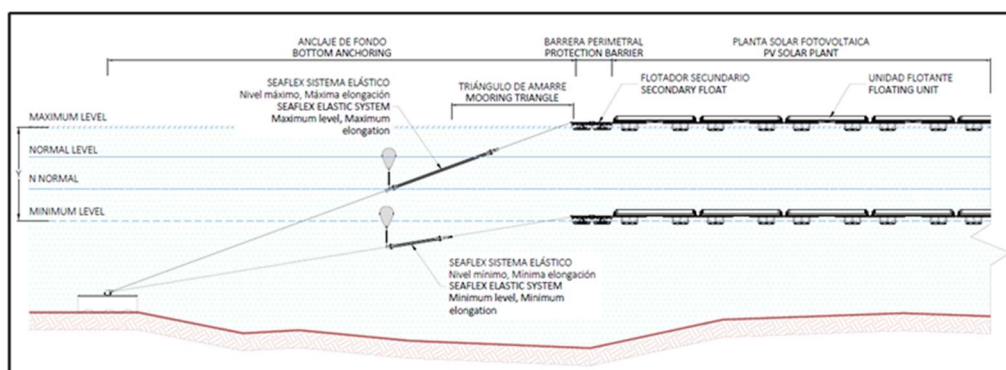 ANCLAJE DE FONDO
BOTTOM ANCHORING
BARRERA PERIMETRAL
PROTECTION BARRIER
PLANTA SOLAR FOTOVOLTAICA
PV SOLAR PLANT
SEAFLEX SISTEMA ELÁSTICO
Nivel máximo, Máxima elongación
SEAFLEX ELASTIC SYSTEM
Maximum level, Maximum
elongation
TRIÁNGULO DE AMARRE
MOORING TRIANGLE
FLOTADOR SECUNDARIO
SECONDARY FLOAT
UNIDAD FLOTANTE
FLOATING UNIT
MAXIMUM LEVEL
NORMAL LEVEL
Y
N NORMAL
MINIMUM LEVEL
SEAFLEX SISTEMA ELÁSTICO
Nivel mínimo, Mínima elongación
SEAFLEX ELASTIC SYSTEM
Minimum level, Minimum
elongation